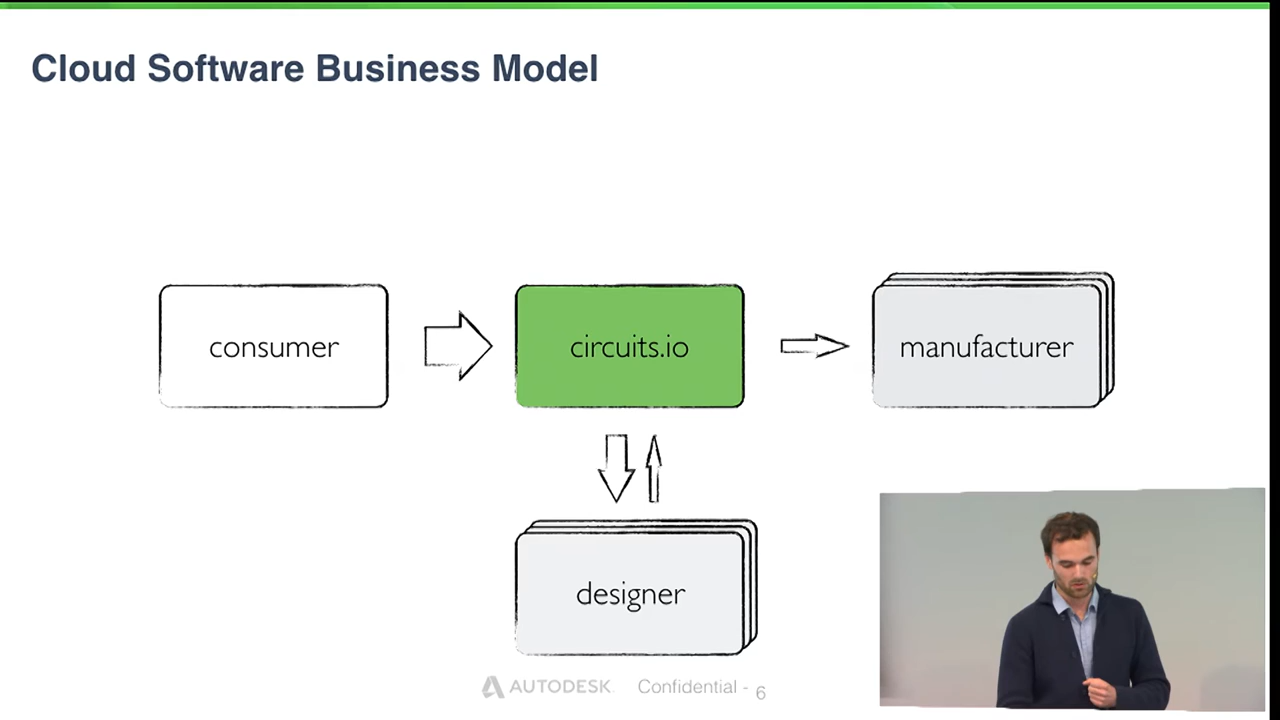 Cloud Software Business Model
consumer
circuits.io
manufacturer
designer
AUTODESK. Confidential - 6